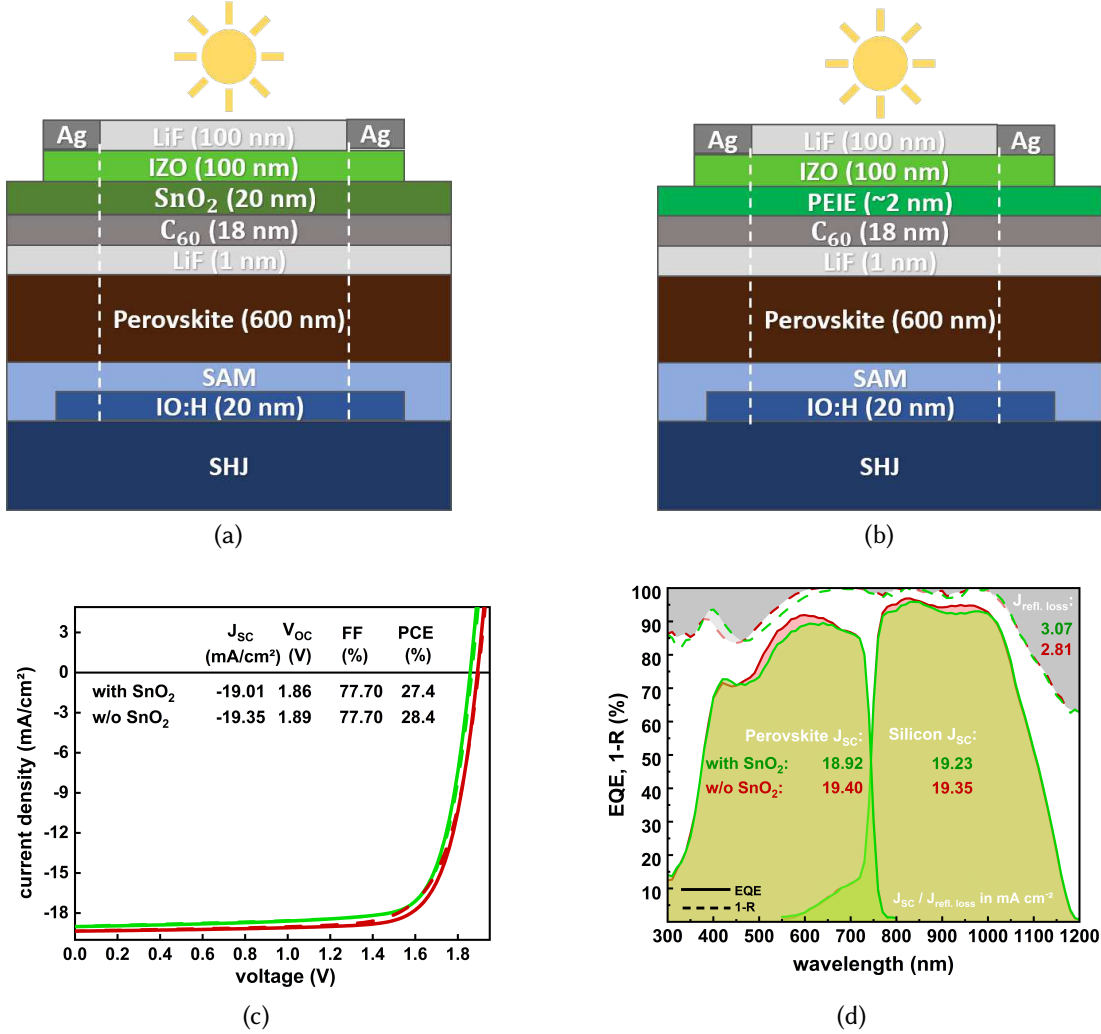 Ag LiF (100 nm) Ag
IZO (100 nm)
SnO₂ (20 nm)
C₆₀ (18 nm)
LiF (1 nm)
Perovskite (600 nm)
SAM
IO:H (20 nm)
SHJ
(a)
Ag LiF (100 nm) Ag
IZO (100 nm)
PEIE (~2 nm)
C₆₀ (18 nm)
LiF (1 nm)
Perovskite (600 nm)
SAM
IO:H (20 nm)
SHJ
(b)
J_SC V_OC FF PCE
(mA/cm²) (V) (%) (%)
with SnO₂ -19.01 1.86 77.70 27.4
w/o SnO₂ -19.35 1.89 77.70 28.4
3
0
-3
-6
-9
-12
-15
-18
current density (mA/cm²)
0.0 0.2 0.4 0.6 0.8 1.0 1.2 1.4 1.6 1.8
voltage (V)
(c)
100
90
80
70
60
50
40
30
20
10
EQE, 1-R (%)
J_refl. loss:
3.07
2.81
Perovskite J_SC: Silicon J_SC:
with SnO₂: 18.92 19.23
w/o SnO₂: 19.40 19.35
EQE
1-R
J_SC / J_refl. loss in mA cm⁻²
300 400 500 600 700 800 900 1000 1100 1200
wavelength (nm)
(d)